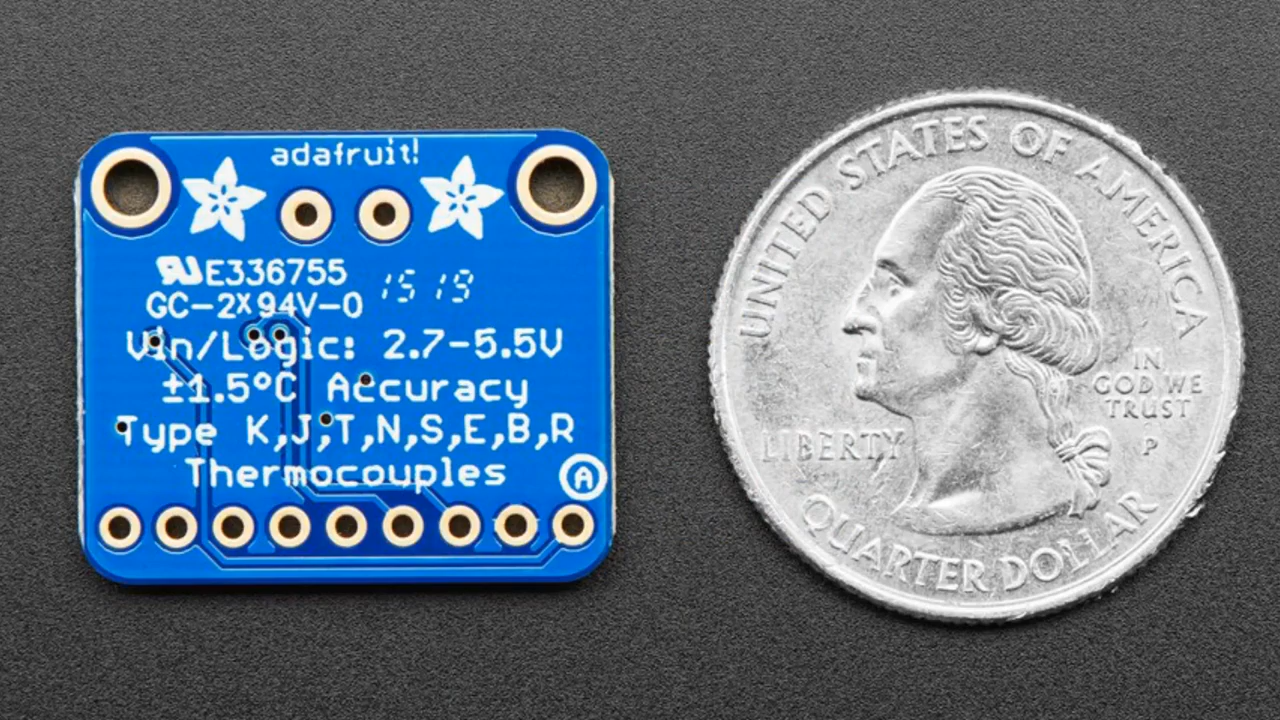 adafruit!
E336755
GC-2X94V-0
1519
Vin/Logic: 2.7-5.5V
±1.5°C Accuracy
Type K,J,T,N,S,E,B,R
Thermocouples
A
UNITED STATES OF AMERICA
IN
GOD WE
TRUST
LIBERTY
P
QUARTER DOLLAR